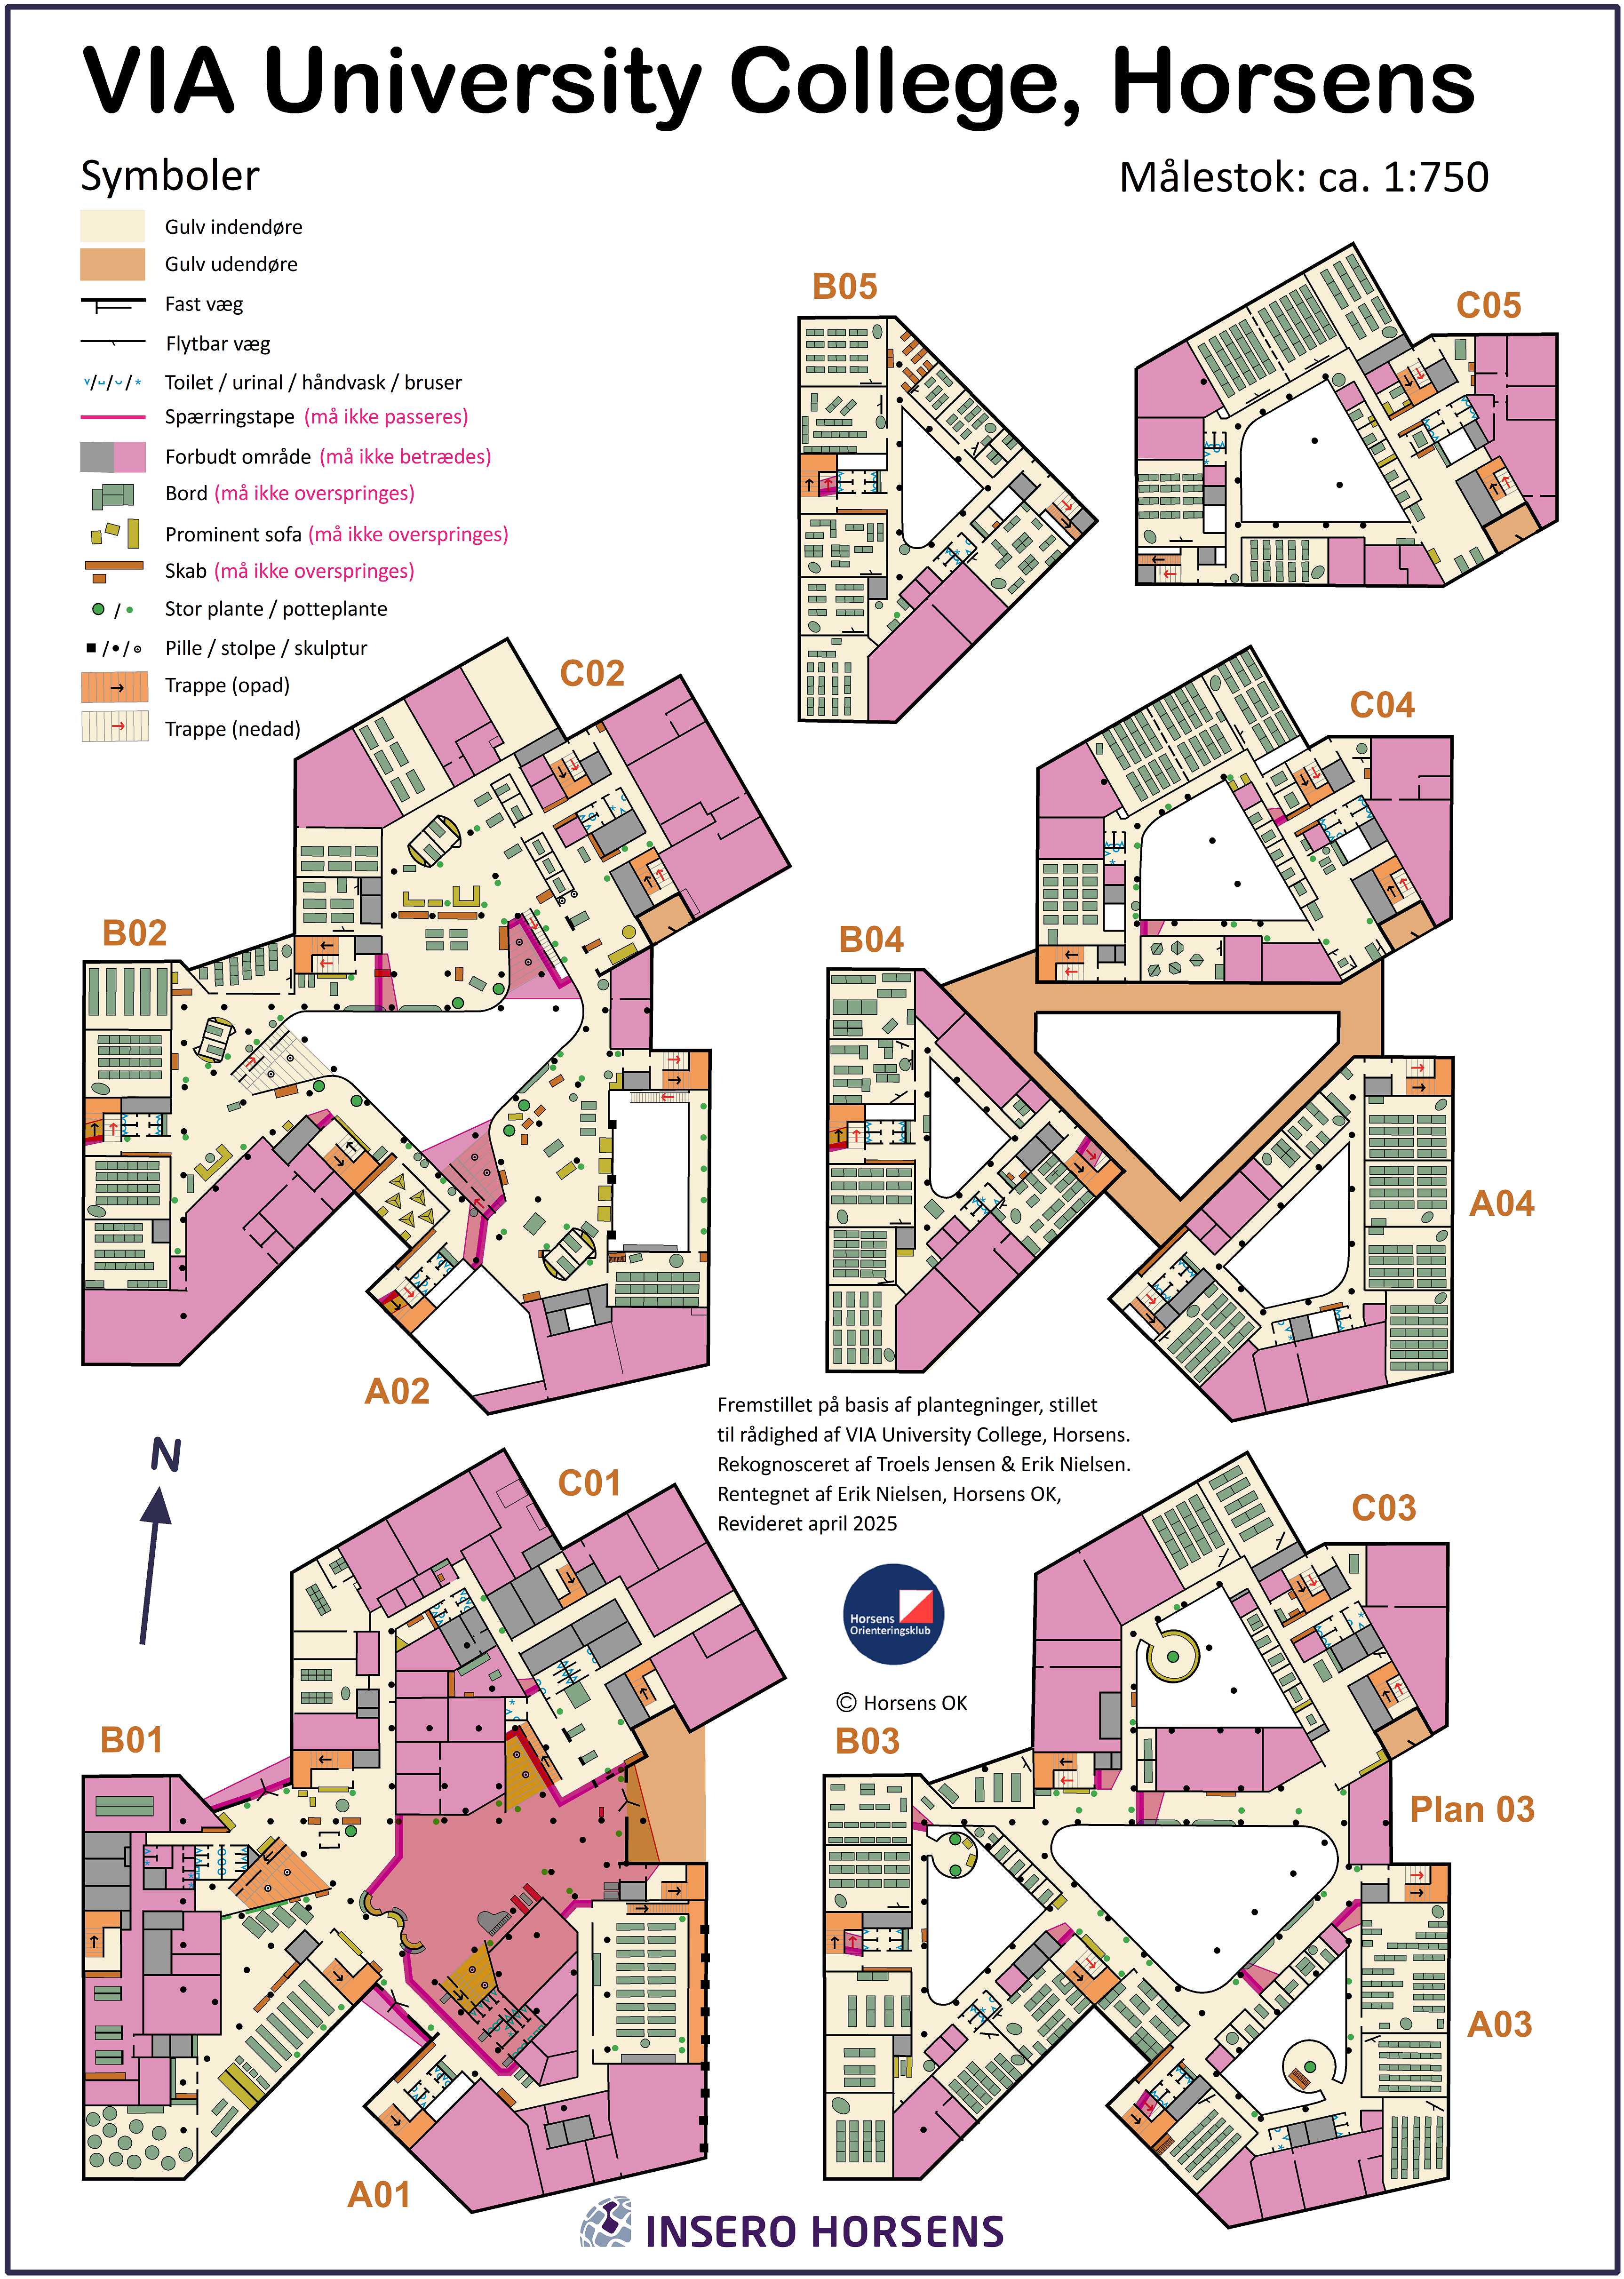 VIA University College, Horsens
Symboler
Målestok: ca. 1:750
Gulv indendøre
Gulv udendøre
Fast væg
Flytbar væg
Toilet / urinal / håndvask / bruser
Spærringstape (må ikke passeres)
Forbudt område (må ikke betrædes)
Bord (må ikke overspringes)
Prominent sofa (må ikke overspringes)
Skab (må ikke overspringes)
Stor plante / potteplante
Pille / stolpe / skulptur
Trappe (opad)
Trappe (nedad)
B05
C05
C02
C04
B02
B04
A04
A02
Fremstillet på basis af plantegninger, stillet
til rådighed af VIA University College, Horsens.
Rekognosceret af Troels Jensen & Erik Nielsen.
Rentegnet af Erik Nielsen, Horsens OK,
Revideret april 2025
N
C01
C03
Horsens
Orienteringsklub
© Horsens OK
B01
B03
Plan 03
A03
A01
INSERO HORSENS